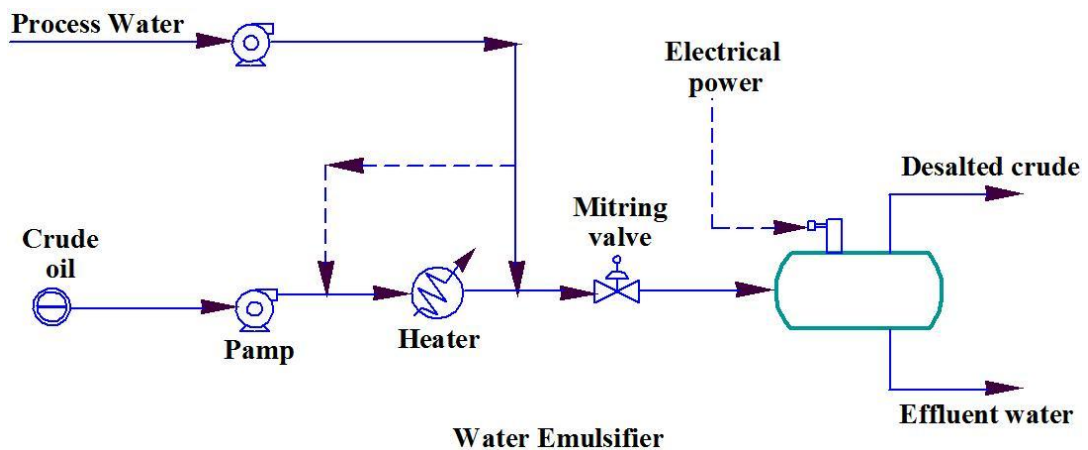 Process Water
Electrical
power
Desalted crude
Mitring
valve
Crude
oil
Pamp
Heater
Effluent water
Water Emulsifier